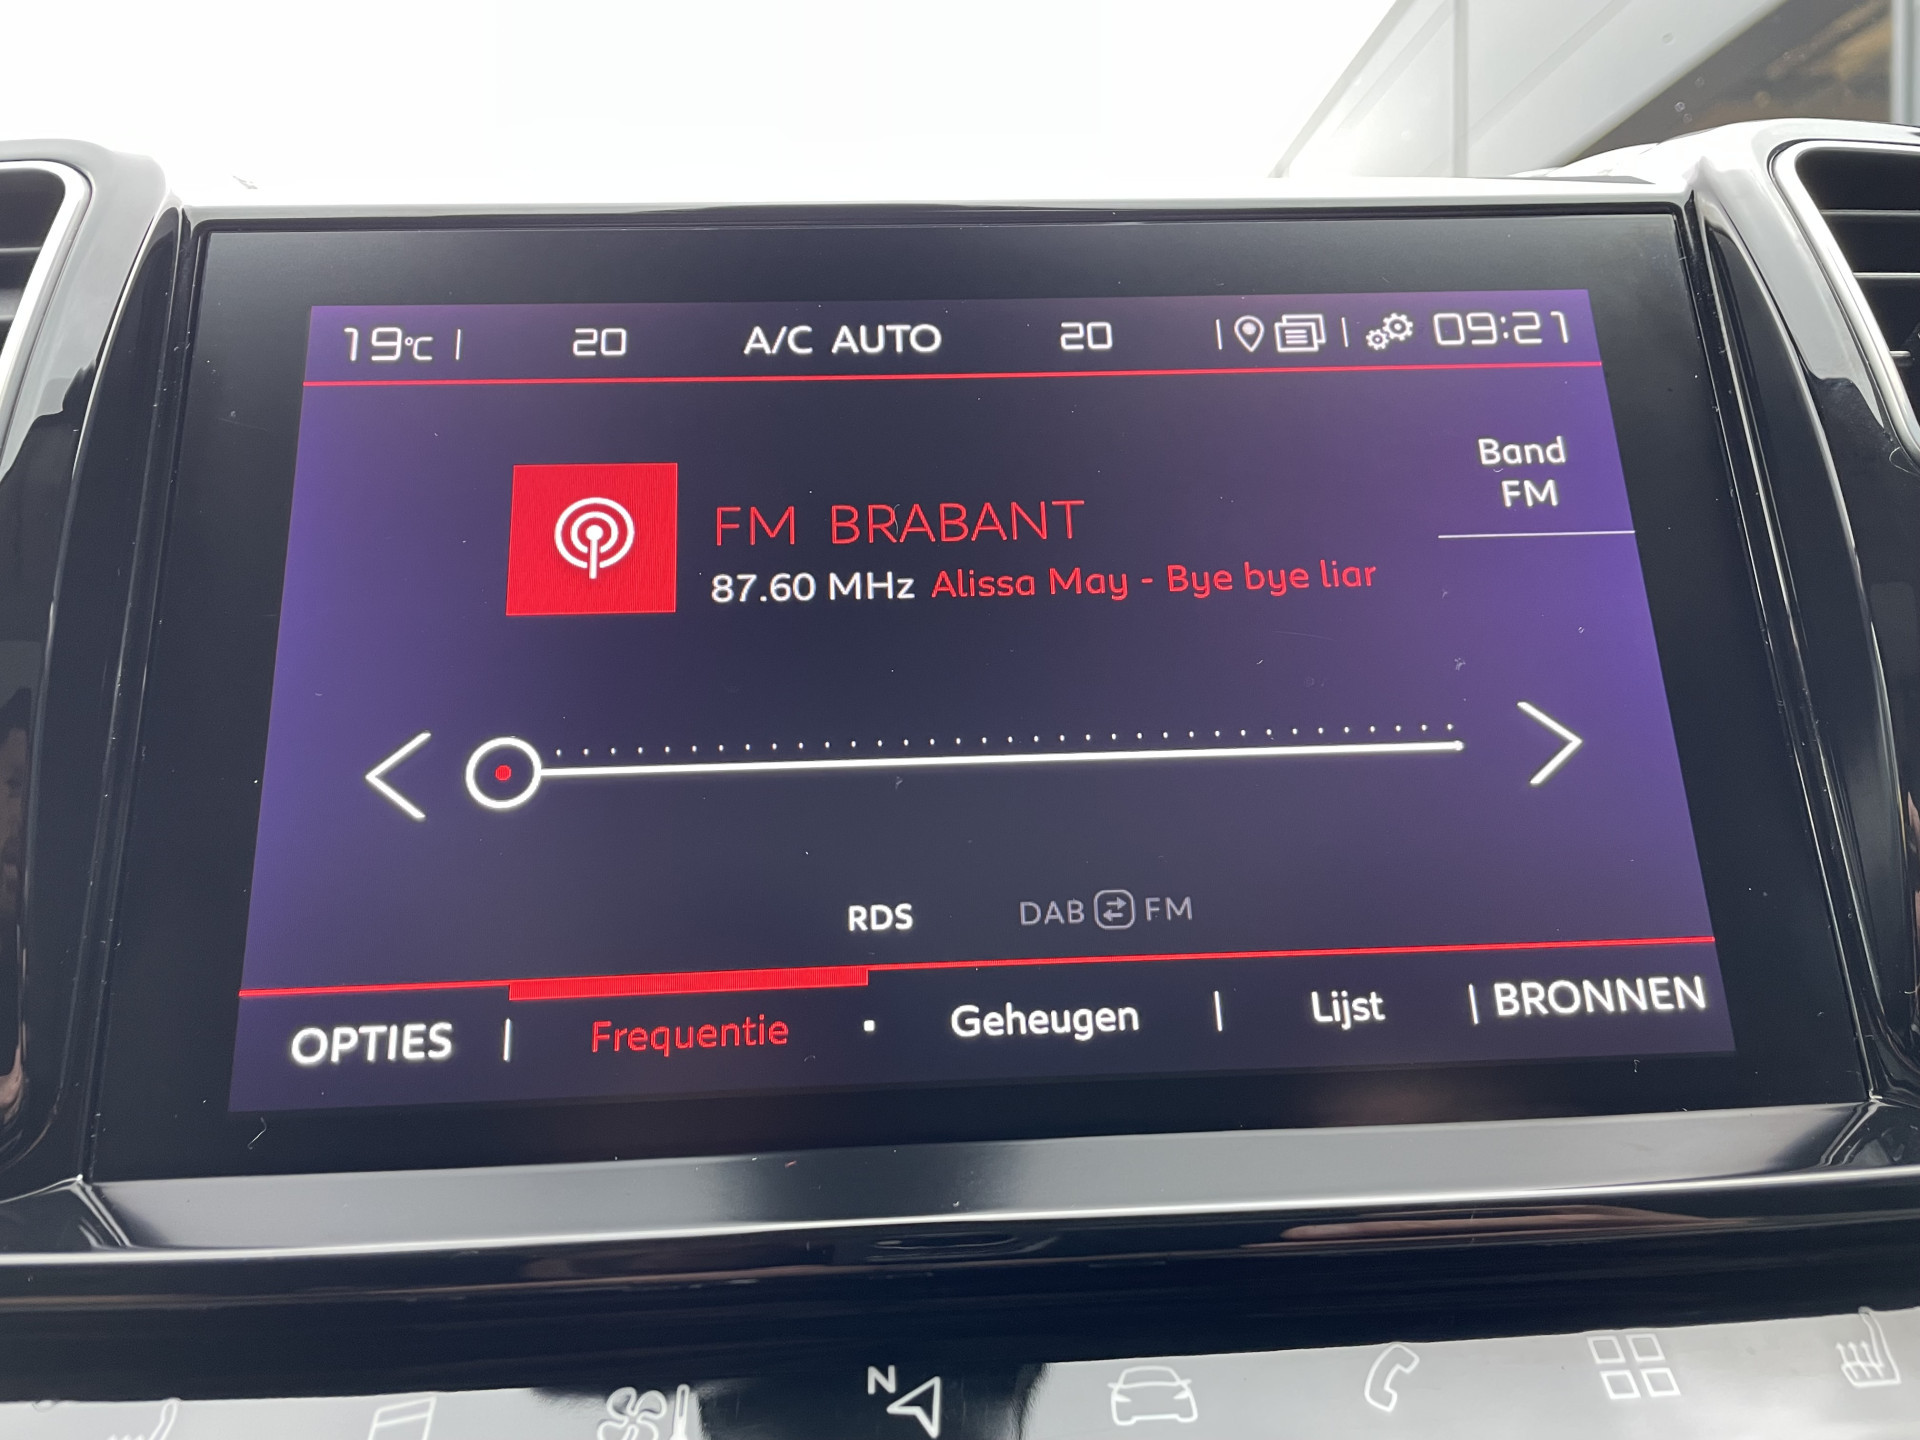 19°C | 20 A/C AUTO 20 | | 09:21
Band
FM
FM BRABANT
87.60 MHz Alissa May - Bye bye liar
RDS DAB FM
OPTIES | Frequentie · Geheugen | Lijst | BRONNEN
N